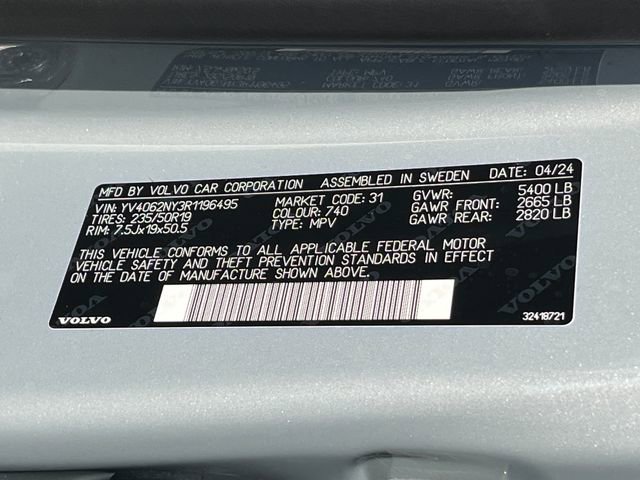 MFD BY VOLVO CAR CORPORATION ASSEMBLED IN SWEDEN DATE: 04/24
VIN: YV4062NY3R1196495 MARKET CODE: 31 GVWR: 5400 LB
TIRES: 235/50R19 COLOUR: 740 GAWR FRONT: 2665 LB
RIM: 7.5Jx19x50.5 TYPE: MPV GAWR REAR: 2820 LB
THIS VEHICLE CONFORMS TO ALL APPLICABLE FEDERAL MOTOR
VEHICLE SAFETY AND THEFT PREVENTION STANDARDS IN EFFECT
ON THE DATE OF MANUFACTURE SHOWN ABOVE.
VOLVO 32418721